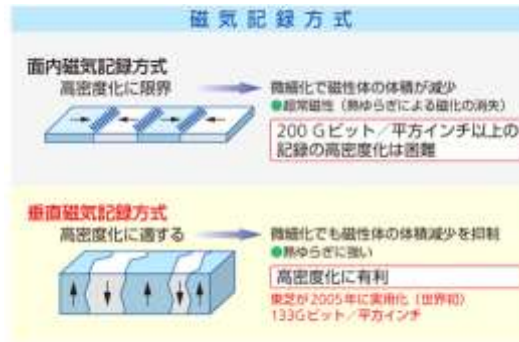 磁気記録方式
面内磁気記録方式
高密度化に限界
微細化で磁性体の体積が減少
●超常磁性（熱ゆらぎによる磁化の消失）
200 Gビット／平方インチ以上の
記録の高密度化は困難
垂直磁気記録方式
高密度化に適する
微細化でも磁性体の体積減少を抑制
●熱ゆらぎに強い
高密度化に有利
東芝が2005年に実用化（世界初）
133Gビット／平方インチ